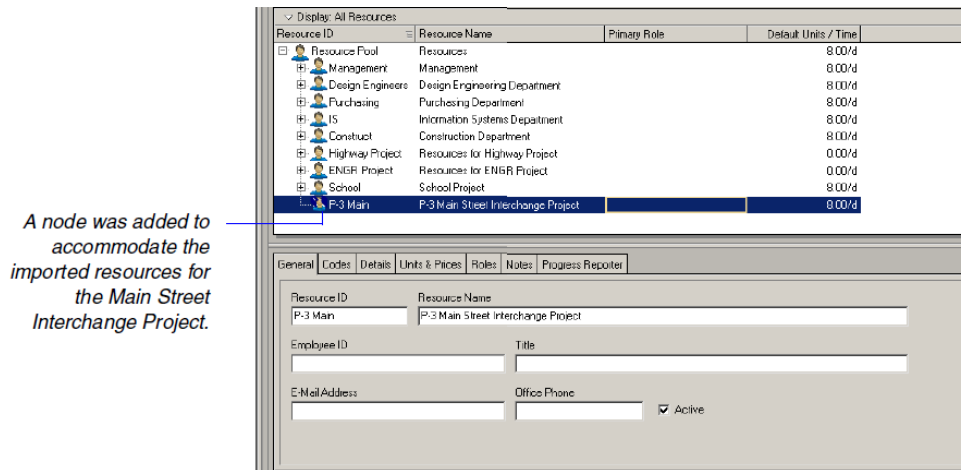 Display: All Resources
Resource ID Resource Name Primary Role Default Units / Time
Resource Pool Resources 8.00/d
Management Management 8.00/d
Design Engineers Design Engineering Department 8.00/d
Purchasing Purchasing Department 8.00/d
IS Information Systems Department 8.00/d
Construct Construction Department 8.00/d
Highway Project Resources for Highway Project 0.00/d
ENGR Project Resources for ENGR Project 0.00/d
School School Project 8.00/d
P-3 Main P-3 Main Street Interchange Project 8.00/d
A node was added to
accommodate the
imported resources for
the Main Street
Interchange Project.
General Codes Details Units & Prices Roles Notes Progress Reporter
Resource ID Resource Name
P-3 Main P-3 Main Street Interchange Project
Employee ID Title
E-Mail Address Office Phone
Active